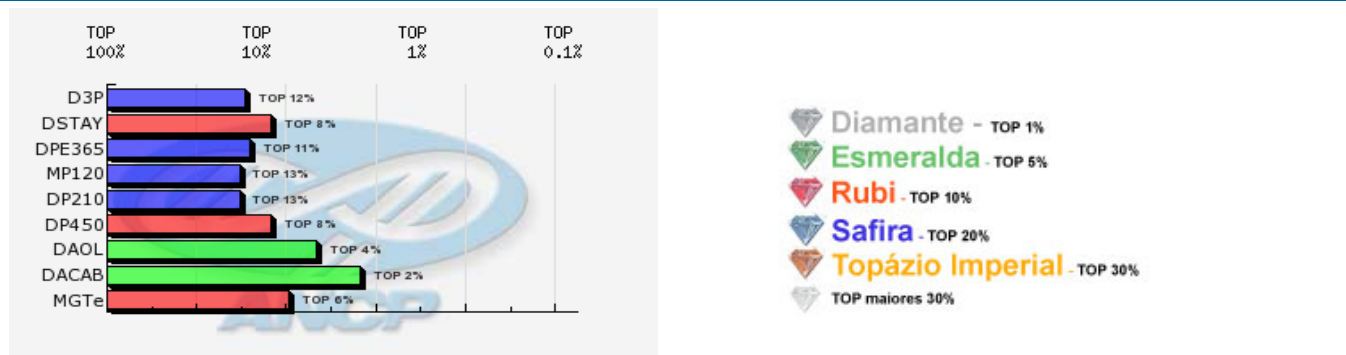 TOP TOP TOP TOP
100% 10% 1% 0.1%
D3P TOP 12%
DSTAY TOP 8%
DPE365 TOP 11%
MP120 TOP 13%
DP210 TOP 13%
DP450 TOP 8%
DAOL TOP 4%
DACAB TOP 2%
MGTe TOP 6%
ANCP
Diamante - TOP 1%
Esmeralda - TOP 5%
Rubi - TOP 10%
Safira - TOP 20%
Topázio Imperial - TOP 30%
TOP maiores 30%